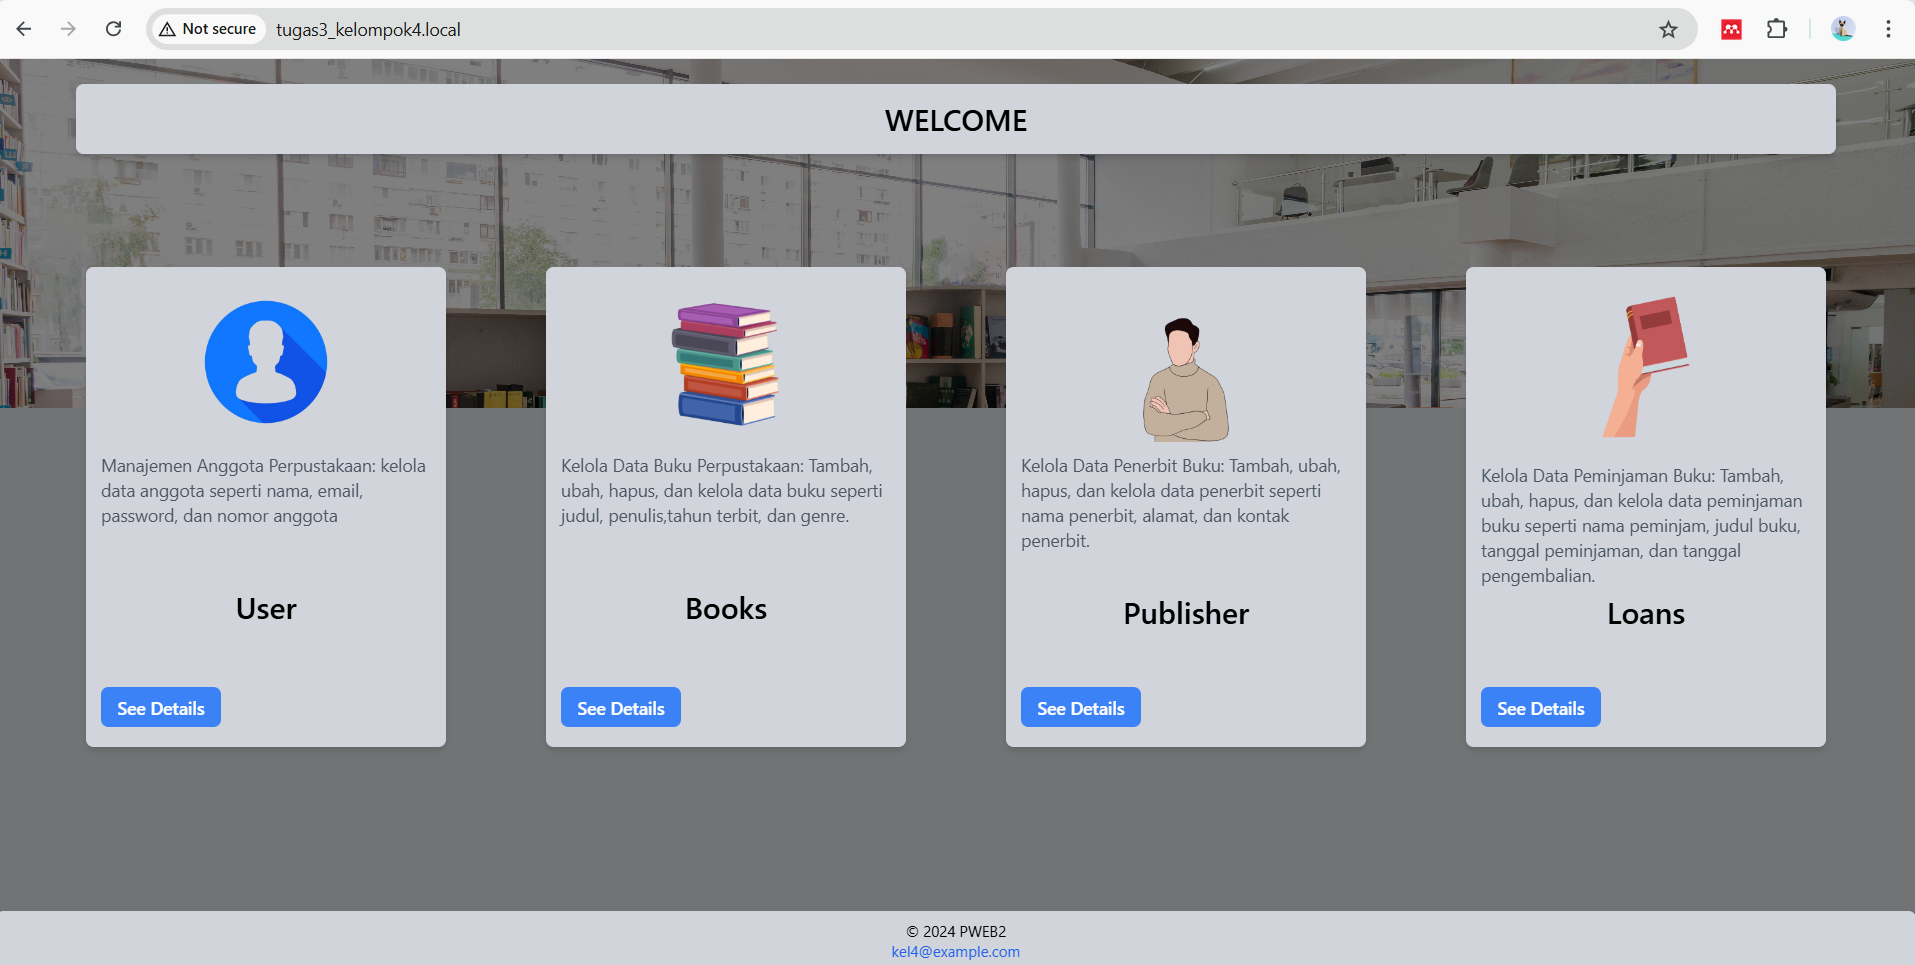 Not secure
tugas3_kelompok4.local
WELCOME
Manajemen Anggota Perpustakaan: kelola
data anggota seperti nama, email,
password, dan nomor anggota
User
See Details
Kelola Data Buku Perpustakaan: Tambah,
ubah, hapus, dan kelola data buku seperti
judul, penulis,tahun terbit, dan genre.
Books
See Details
Kelola Data Penerbit Buku: Tambah, ubah,
hapus, dan kelola data penerbit seperti
nama penerbit, alamat, dan kontak
penerbit.
Publisher
See Details
Kelola Data Peminjaman Buku: Tambah,
ubah, hapus, dan kelola data peminjaman
buku seperti nama peminjam, judul buku,
tanggal peminjaman, dan tanggal
pengembalian.
Loans
See Details
© 2024 PWEB2
kel4@example.com